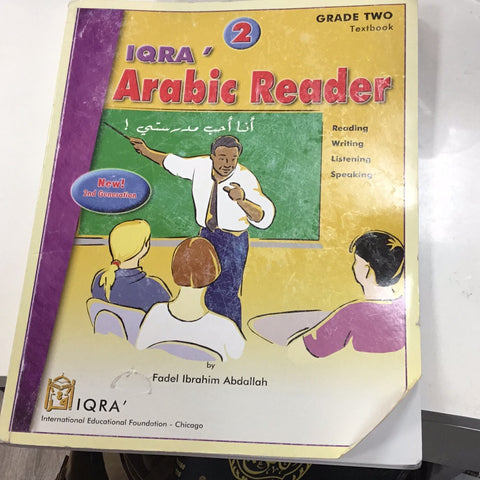 2
GRADE TWO
Textbook
IQRA'
Arabic Reader
أنا أحب مدرستي !
Reading
Writing
Listening
Speaking
New!
2nd Generation
by
Fadel Ibrahim Abdallah
IQRA'
International Educational Foundation - Chicago